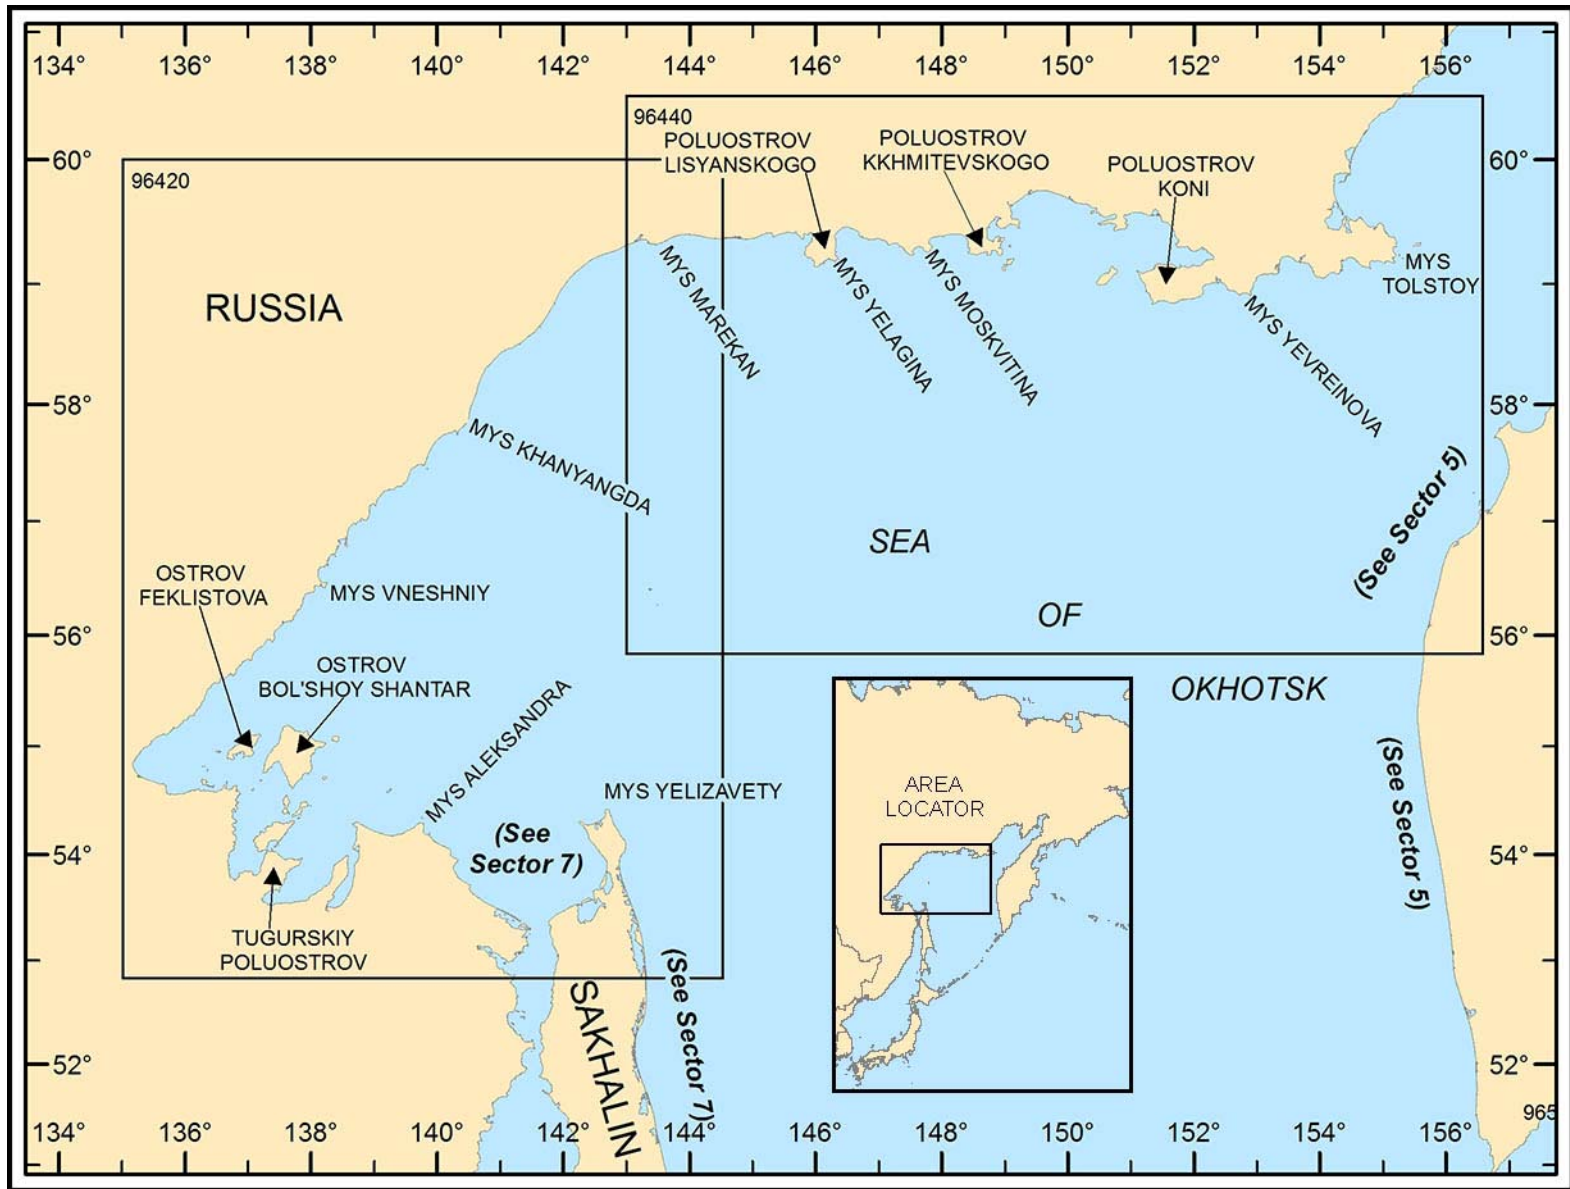 134° 136° 138° 140° 142° 144° 146° 148° 150° 152° 154° 156°
96440
POLUOSTROV
LISYANSKOGO
POLUOSTROV
KKHMITEVSKOGO
POLUOSTROV
KONI
60° 60°
96420
MYS
TOLSTOY
RUSSIA
MYS MAREKAN
MYS YELAGINA
MYS MOSKVITINA
MYS YEVREINOVA
58° 58°
MYS KHANYANGDA
(See Sector 5)
SEA
OSTROV
FEKLISTOVA
MYS VNESHNIY
OF
56° 56°
OSTROV
BOL'SHOY SHANTAR
OKHOTSK
MYS ALEKSANDRA
MYS YELIZAVETY
AREA
LOCATOR
(See Sector 5)
(See
Sector 7)
54° 54°
TUGURSKIY
POLUOSTROV
SAKHALIN
(See Sector 7)
52° 52°
965
134° 136° 138° 140° 142° 144° 146° 148° 150° 152° 154° 156°